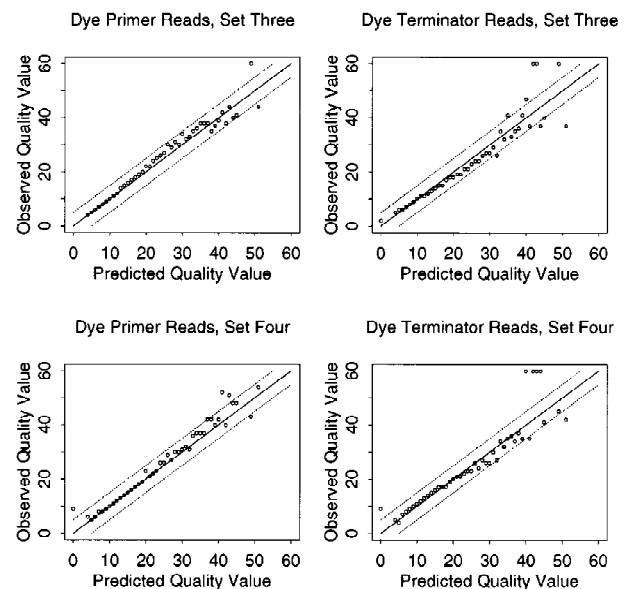 Dye Primer Reads, Set Three
Observed Quality Value
60
40
20
0
0 10 20 30 40 50 60
Predicted Quality Value
Dye Terminator Reads, Set Three
Observed Quality Value
60
40
20
0
0 10 20 30 40 50 60
Predicted Quality Value
Dye Primer Reads, Set Four
Observed Quality Value
60
40
20
0
0 10 20 30 40 50 60
Predicted Quality Value
Dye Terminator Reads, Set Four
Observed Quality Value
60
40
20
0
0 10 20 30 40 50 60
Predicted Quality Value